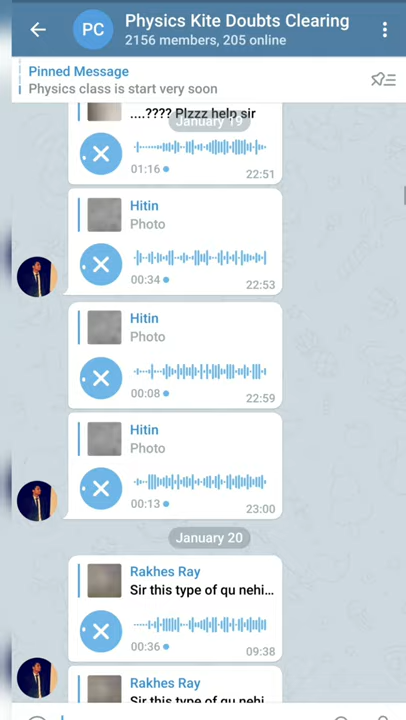 PC
Physics Kite Doubts Clearing
2156 members, 205 online
Pinned Message
Physics class is start very soon
....???? Plzzz help sir
January 19
01:16
22:51
Hitin
Photo
00:34
22:53
Hitin
Photo
00:08
22:59
Hitin
Photo
00:13
23:00
January 20
Rakhes Ray
Sir this type of qu nehi...
00:36
09:38
Rakhes Ray
Sir this type of qu nehi...